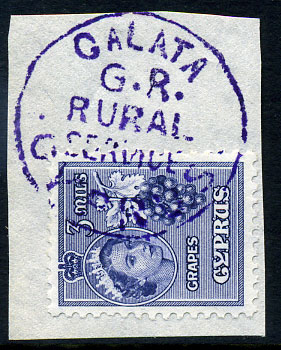 GALATA
G.R.
RURAL
SERVICE
3 MILS
GRAPES
CYPRUS